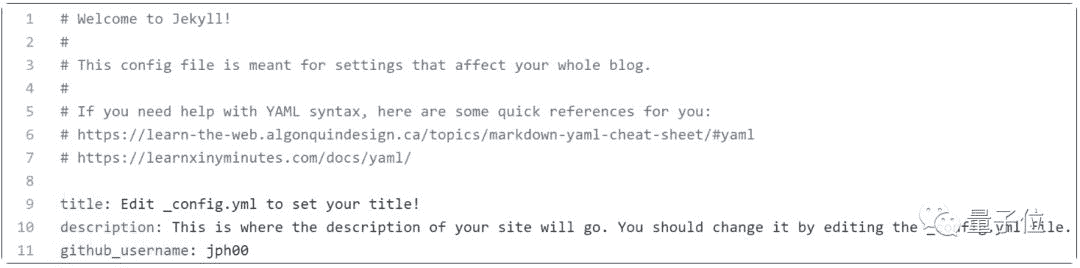 1 # Welcome to Jekyll!
2 #
3 # This config file is meant for settings that affect your whole blog.
4 #
5 # If you need help with YAML syntax, here are some quick references for you:
6 # https://learn-the-web.algonquindesign.ca/topics/markdown-yaml-cheat-sheet/#yaml
7 # https://learnxinyminutes.com/docs/yaml/
8
9 title: Edit _config.yml to set your title!
10 description: This is where the description of your site will go. You should change it by editing the _config.yml file.
11 github_username: jph00
量子位